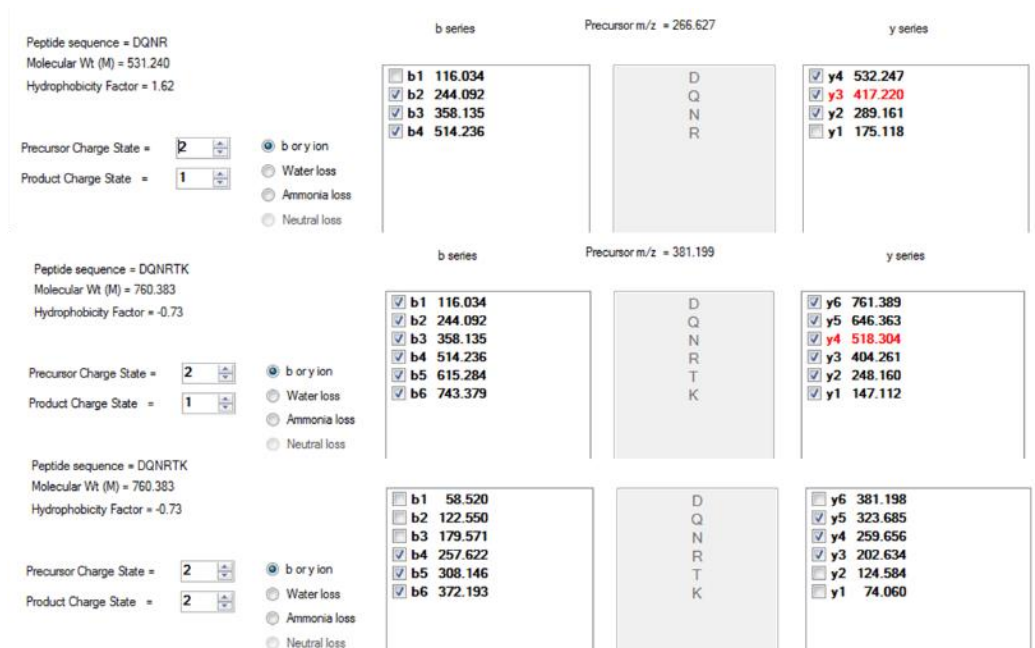 b series
Precursor m/z = 266.627
y series
Peptide sequence = DQNR
Molecular Wt (M) = 531.240
Hydrophobicity Factor = 1.62
Precursor Charge State = 2
Product Charge State = 1
b or y ion
Water loss
Ammonia loss
Neutral loss
b1 116.034
b2 244.092
b3 358.135
b4 514.236
D
Q
N
R
y4 532.247
y3 417.220
y2 289.161
y1 175.118
b series
Precursor m/z = 381.199
y series
Peptide sequence = DQNRTK
Molecular Wt (M) = 760.383
Hydrophobicity Factor = -0.73
Precursor Charge State = 2
Product Charge State = 1
b or y ion
Water loss
Ammonia loss
Neutral loss
b1 116.034
b2 244.092
b3 358.135
b4 514.236
b5 615.284
b6 743.379
D
Q
N
R
T
K
y6 761.389
y5 646.363
y4 518.304
y3 404.261
y2 248.160
y1 147.112
Peptide sequence = DQNRTK
Molecular Wt (M) = 760.383
Hydrophobicity Factor = -0.73
Precursor Charge State = 2
Product Charge State = 2
b or y ion
Water loss
Ammonia loss
Neutral loss
b1 58.520
b2 122.550
b3 179.571
b4 257.622
b5 308.146
b6 372.193
D
Q
N
R
T
K
y6 381.198
y5 323.685
y4 259.656
y3 202.634
y2 124.584
y1 74.060